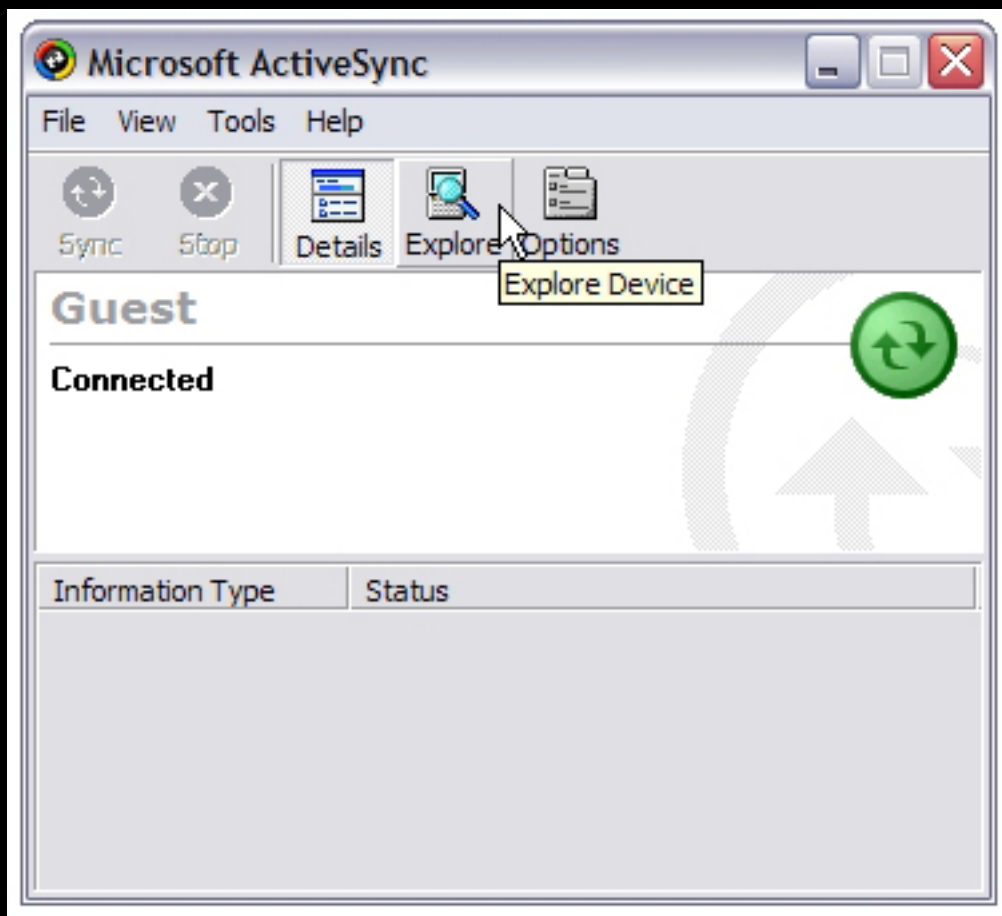 Microsoft ActiveSync
File View Tools Help
Sync Stop Details Explore Options
Explore Device
Guest
Connected
Information Type Status